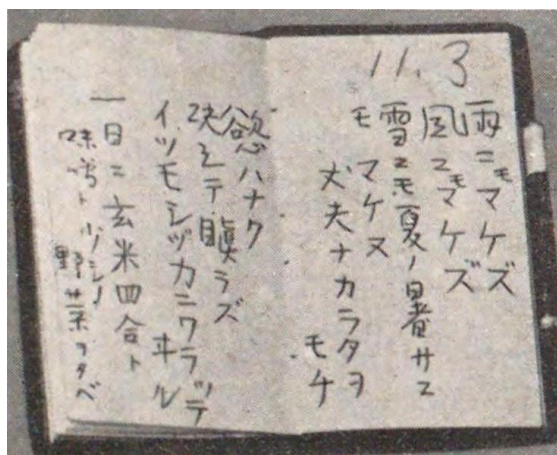 11.3
雨ニモマケズ
風ニモマケズ
雪ニモ夏ノ暑サニ
モ マケヌ
丈夫ナカラダヲ
モチ
慾ハナク
決シテ瞋ラズ
イツモシヅカニワラッテ
ヰル
一日ニ玄米四合ト
味噌ト少シノ
野菜ヲタベ